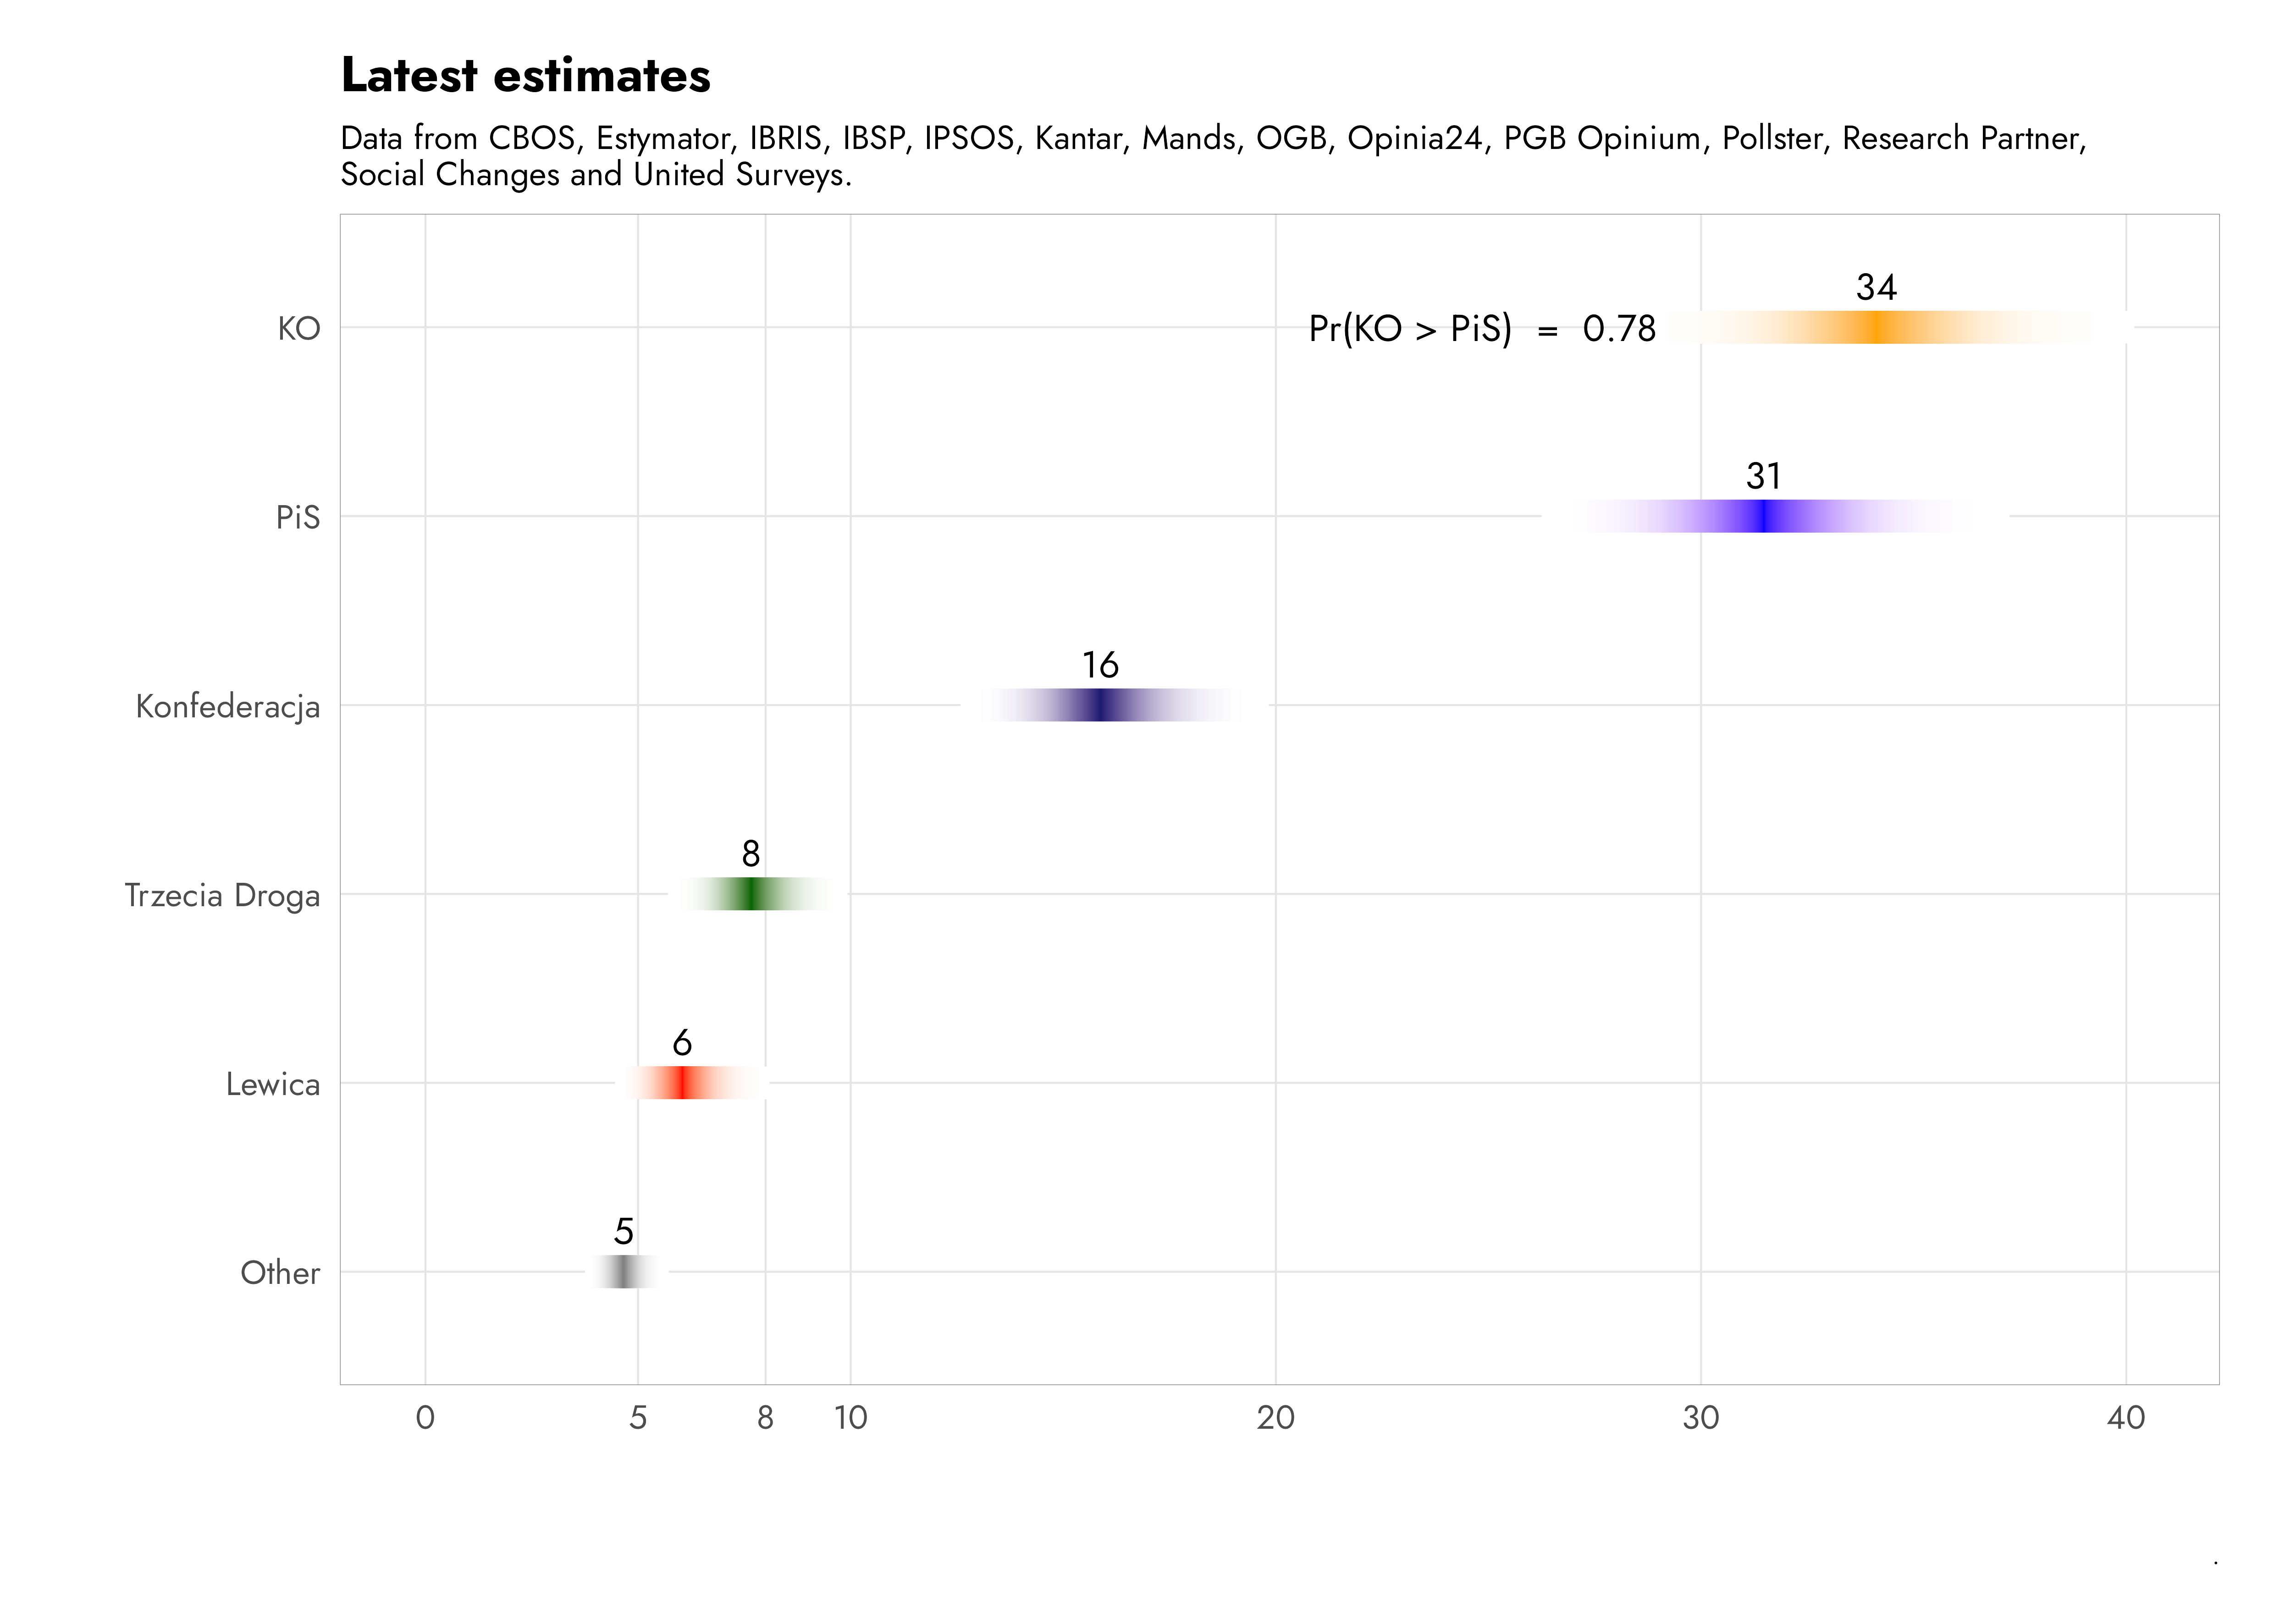 Latest estimates
Data from CBOS, Estymator, IBRIS, IBSP, IPSOS, Kantar, Mands, OGB, Opinia24, PGB Opinium, Pollster, Research Partner,
Social Changes and United Surveys.
34
KO
Pr(KO > PiS) = 0.78
31
PiS
16
Konfederacja
8
Trzecia Droga
6
Lewica
5
Other
0 5 8 10 20 30 40
.